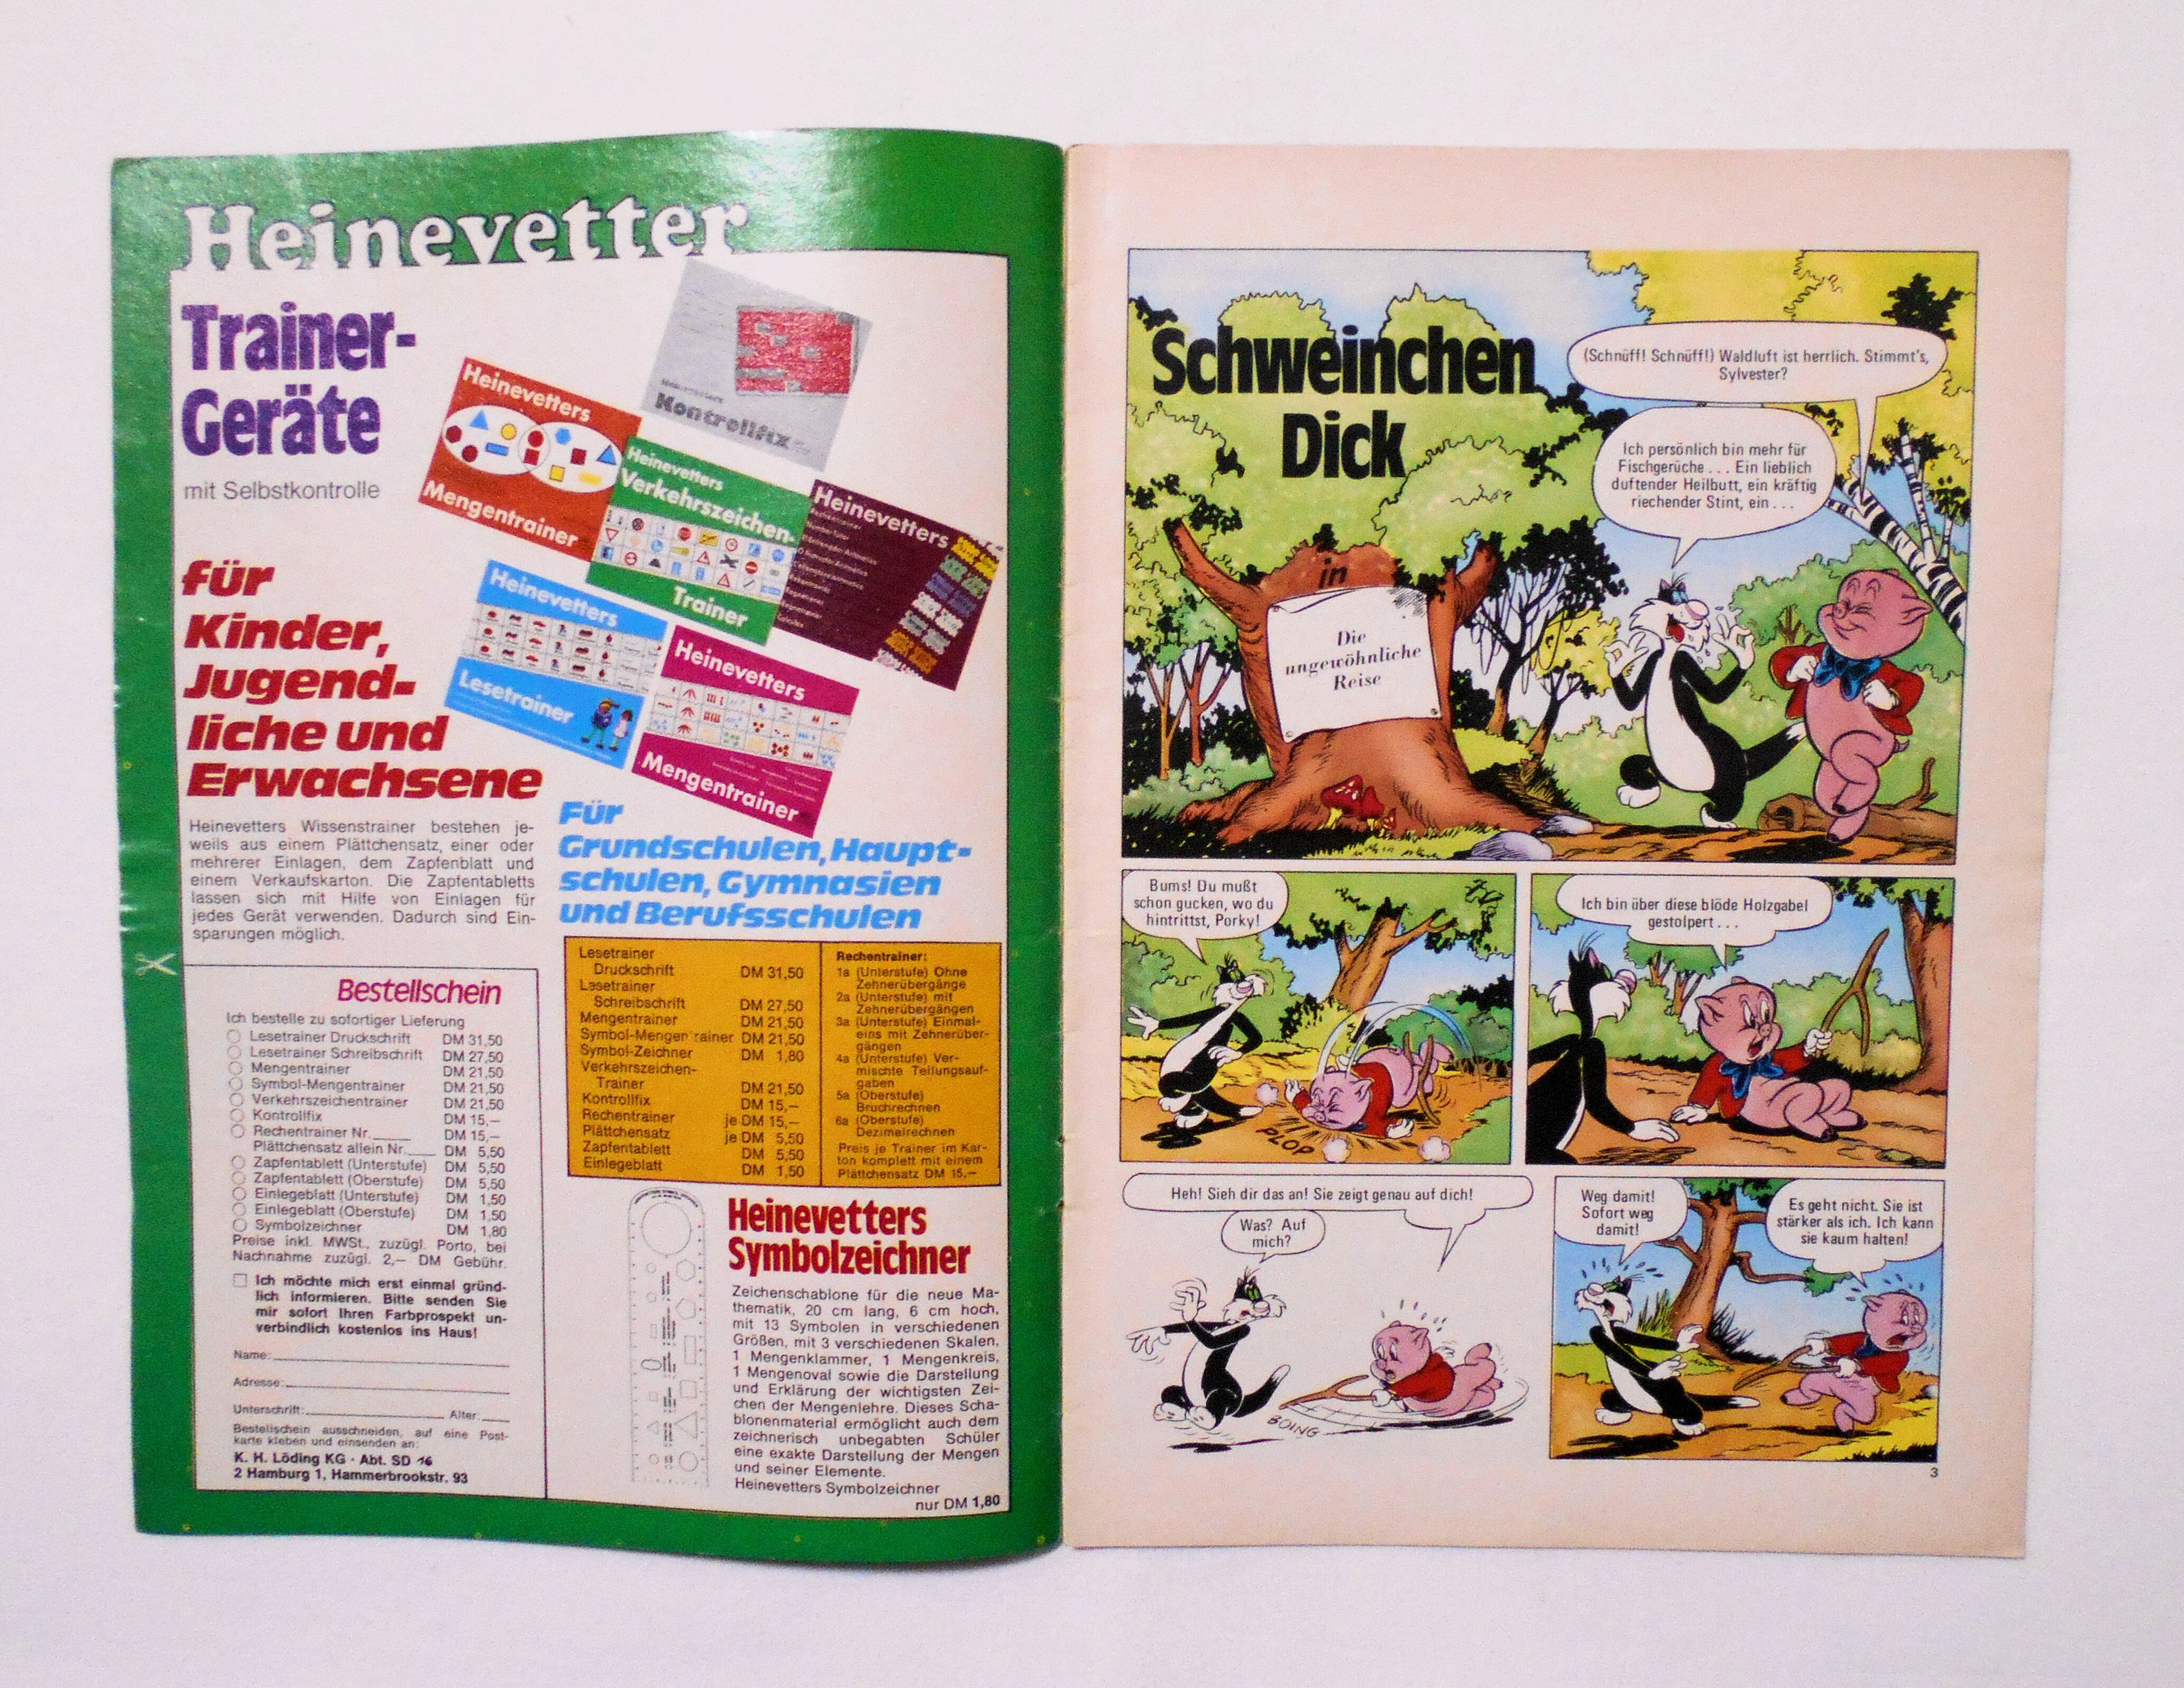 Heinevetter
Trainer-
Geräte
mit Selbstkontrolle
für
Kinder,
Jugend-
liche und
Erwachsene
Heinevetters
Mengentrainer
Kontrollfix
Heinevetters
Verkehrszeichen-
Trainer
Heinevetters
Heinevetters
Lesetrainer
Heinevetters
Mengentrainer
Heinevetters Wissenstrainer bestehen je-
weils aus einem Plättchensatz, einer oder
mehrerer Einlagen, dem Zapfenblatt und
einem Verkaufskarton. Die Zapfentabletts
lassen sich mit Hilfe von Einlagen für
jedes Gerät verwenden. Dadurch sind Ein-
sparungen möglich.
Für
Grundschulen, Haupt-
schulen, Gymnasien
und Berufsschulen
Bestellschein
Ich bestelle zu sofortiger Lieferung
Lesetrainer Druckschrift DM 31,50
Lesetrainer Schreibschrift DM 27,50
Mengentrainer DM 21,50
Symbol-Mengentrainer DM 21,50
Verkehrszeichentrainer DM 21,50
Kontrollfix DM 15,—
Rechentrainer Nr. DM 15,—
Plättchensatz allein Nr. DM 5,50
Zapfentablett (Unterstufe) DM 5,50
Zapfentablett (Oberstufe) DM 5,50
Einlegeblatt (Unterstufe) DM 1,50
Einlegeblatt (Oberstufe) DM 1,50
Symbolzeichner DM 1,80
Preise inkl. MWSt., zuzügl. Porto, bei
Nachnahme zuzügl. 2,— DM Gebühr.
Ich möchte mich erst einmal gründ-
lich informieren. Bitte senden Sie
mir sofort Ihren Farbprospekt un-
verbindlich kostenlos ins Haus!
Name:
Adresse:
Unterschrift: Alter:
Bestellschein ausschneiden, auf eine Post-
karte kleben und einsenden an:
K. H. Löding KG · Abt. SD 16
2 Hamburg 1, Hammerbrookstr. 93
Lesetrainer
Druckschrift DM 31,50
Lesetrainer
Schreibschrift DM 27,50
Mengentrainer DM 21,50
Symbol-Mengen rainer DM 21,50
Symbol-Zeichner DM 1,80
Verkehrszeichen-
Trainer DM 21,50
Kontrollfix DM 15,—
Rechentrainer je DM 15,—
Plättchensatz je DM 5,50
Zapfentablett DM 5,50
Einlegeblatt DM 1,50
Rechentrainer:
1a (Unterstufe) Ohne
Zehnerübergänge
2a (Unterstufe) mit
Zehnerübergängen
3a (Unterstufe) Einmal-
eins mit Zehnerüber-
gängen
4a (Unterstufe) Ver-
mischte Teilungsauf-
gaben
5a (Oberstufe)
Bruchrechnen
6a (Oberstufe)
Dezimalrechnen
Preis je Trainer im Kar-
ton komplett mit einem
Plättchensatz DM 15,—
Heinevetters
Symbolzeichner
Zeichenschablone für die neue Ma-
thematik, 20 cm lang, 6 cm hoch,
mit 13 Symbolen in verschiedenen
Größen, mit 3 verschiedenen Skalen,
1 Mengenklammer, 1 Mengenkreis,
1 Mengenoval sowie die Darstellung
und Erklärung der wichtigsten Zei-
chen der Mengenlehre. Dieses Scha-
blonenmaterial ermöglicht auch dem
zeichnerisch unbegabten Schüler
eine exakte Darstellung der Mengen
und seiner Elemente.
Heinevetters Symbolzeichner
nur DM 1,80
Schweinchen
Dick
in
Die
ungewöhnliche
Reise
(Schnüff! Schnüff!) Waldluft ist herrlich. Stimmt's,
Sylvester?
Ich persönlich bin mehr für
Fischgerüche . . . Ein lieblich
duftender Heilbutt, ein kräftig
riechender Stint, ein . . .
Bums! Du mußt
schon gucken, wo du
hintrittst, Porky!
PLOP
Ich bin über diese blöde Holzgabel
gestolpert . . .
Heh! Sieh dir das an! Sie zeigt genau auf dich!
Was? Auf
mich?
BOING
Weg damit!
Sofort weg
damit!
Es geht nicht. Sie ist
stärker als ich. Ich kann
sie kaum halten!
3